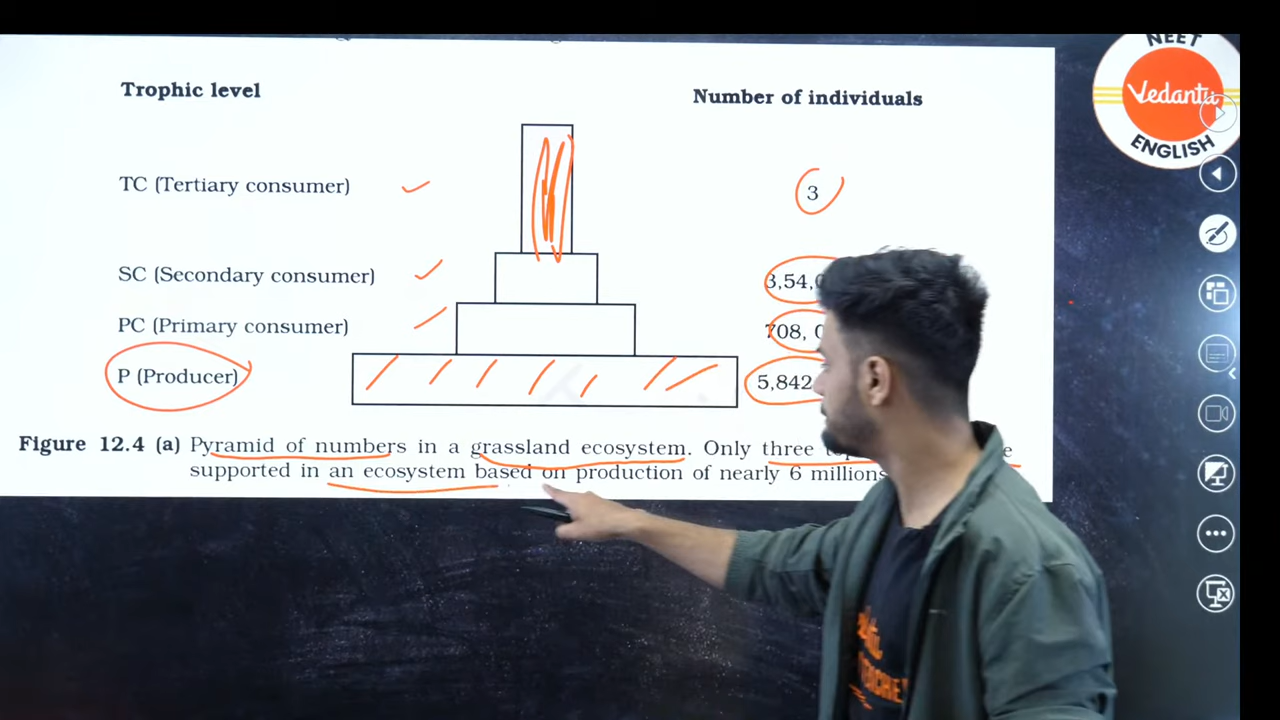 NEET
Vedantu
ENGLISH
Trophic level
Number of individuals
TC (Tertiary consumer)
3
SC (Secondary consumer)
3,54,
PC (Primary consumer)
708,
P (Producer)
5,842
Figure 12.4 (a) Pyramid of numbers in a grassland ecosystem. Only three
supported in an ecosystem based on production of nearly 6 millions